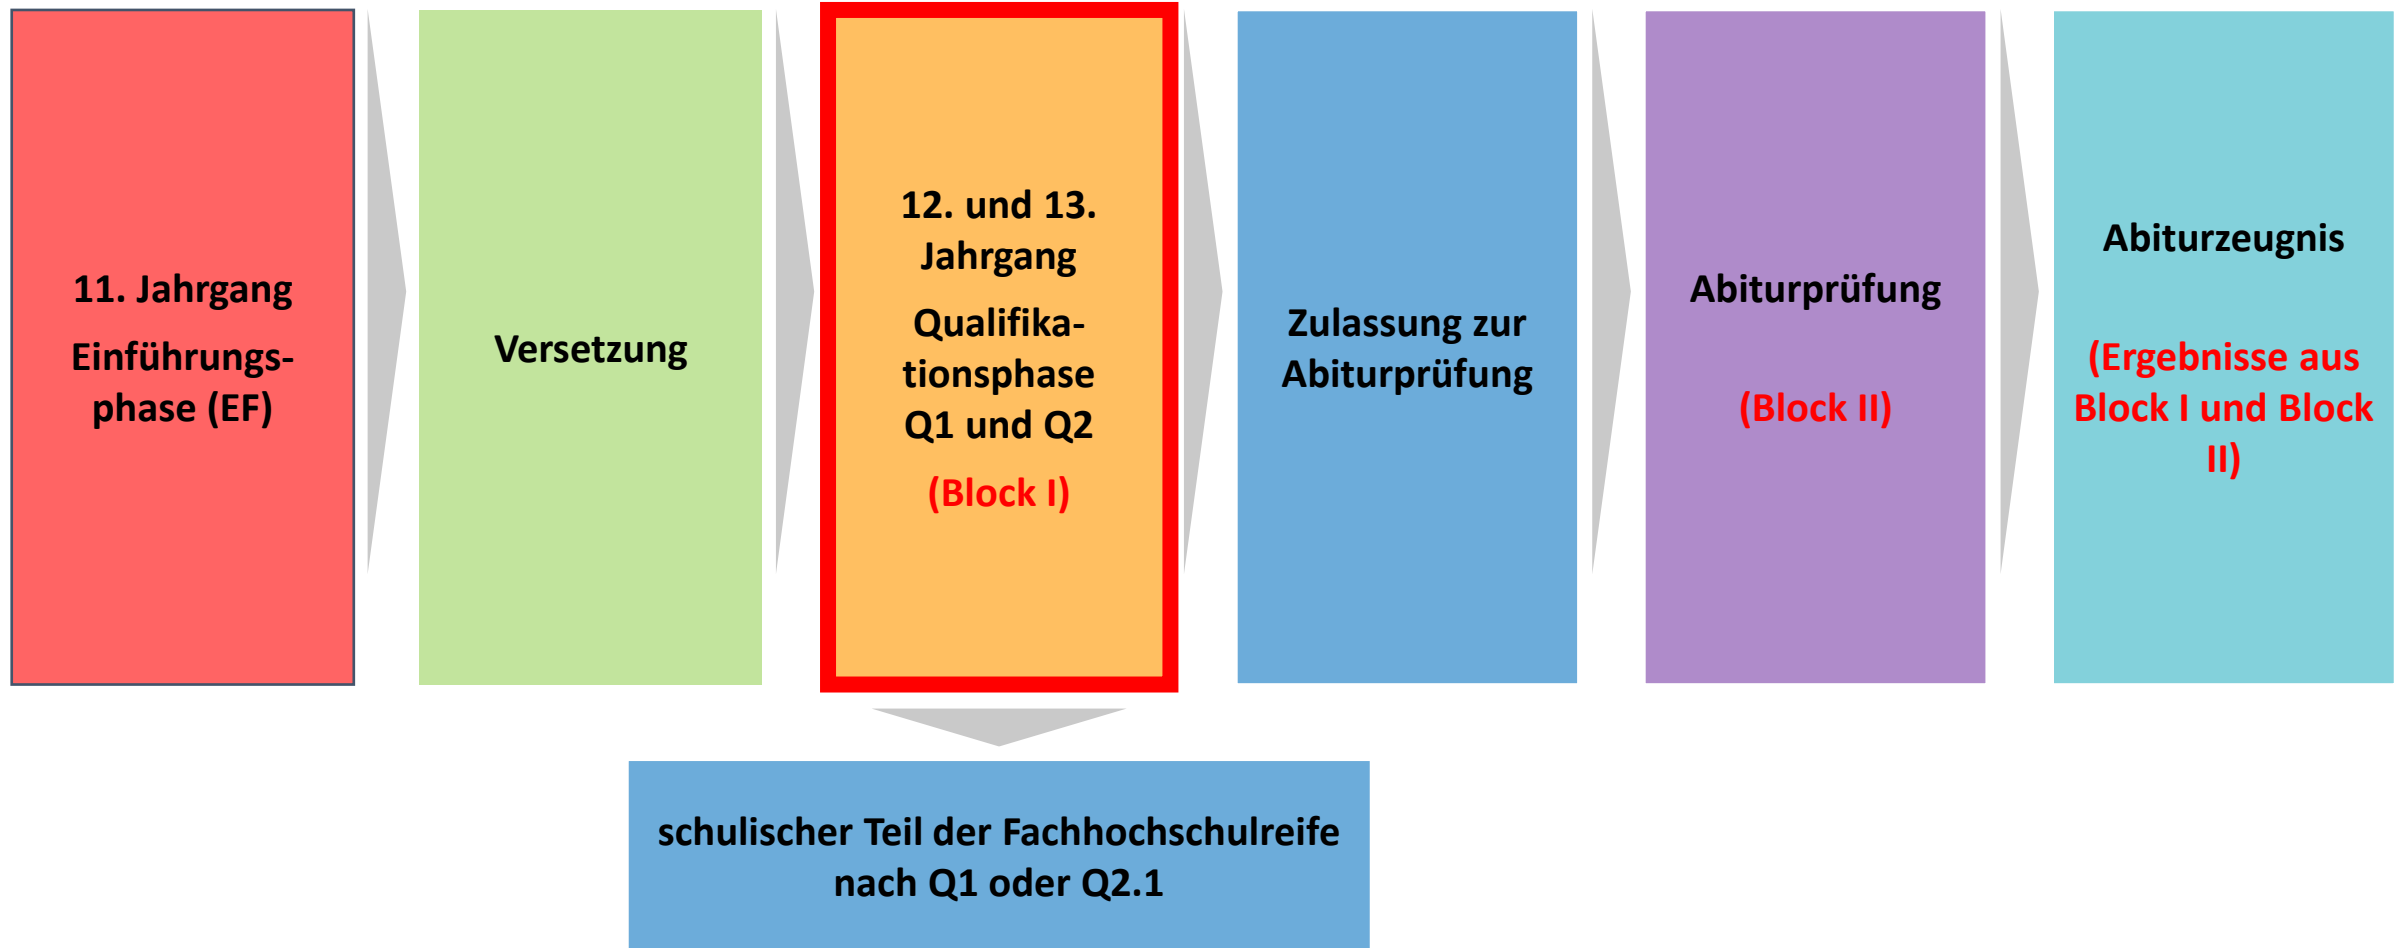 11. Jahrgang
Einführungs-
phase (EF)
Versetzung
12. und 13.
Jahrgang
Qualifika-
tionsphase
Q1 und Q2
(Block I)
Zulassung zur
Abiturprüfung
Abiturprüfung
(Block II)
Abiturzeugnis
(Ergebnisse aus
Block I und Block
II)
schulischer Teil der Fachhochschulreife
nach Q1 oder Q2.1